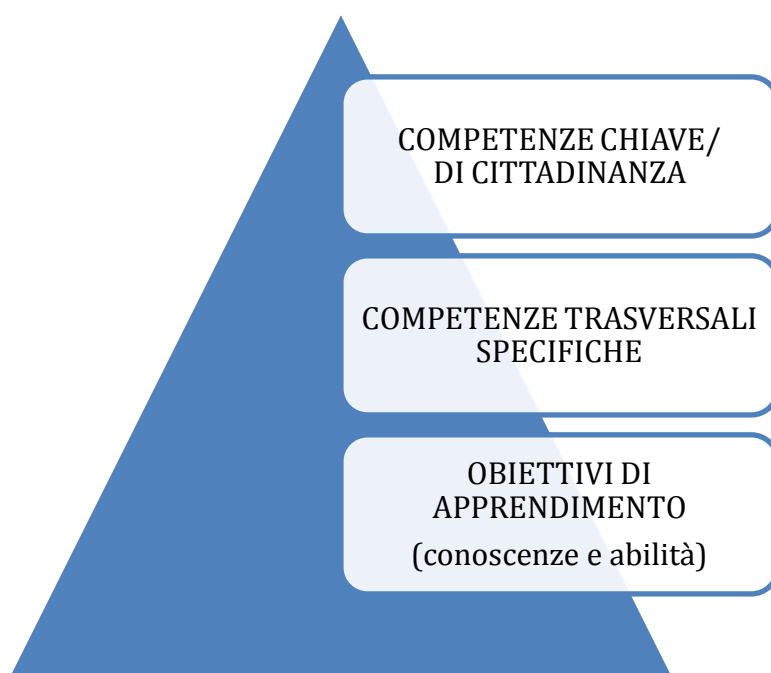 COMPETENZE CHIAVE/
DI CITTADINANZA
COMPETENZE TRASVERSALI
SPECIFICHE
OBIETTIVI DI
APPRENDIMENTO
(conoscenze e abilità)